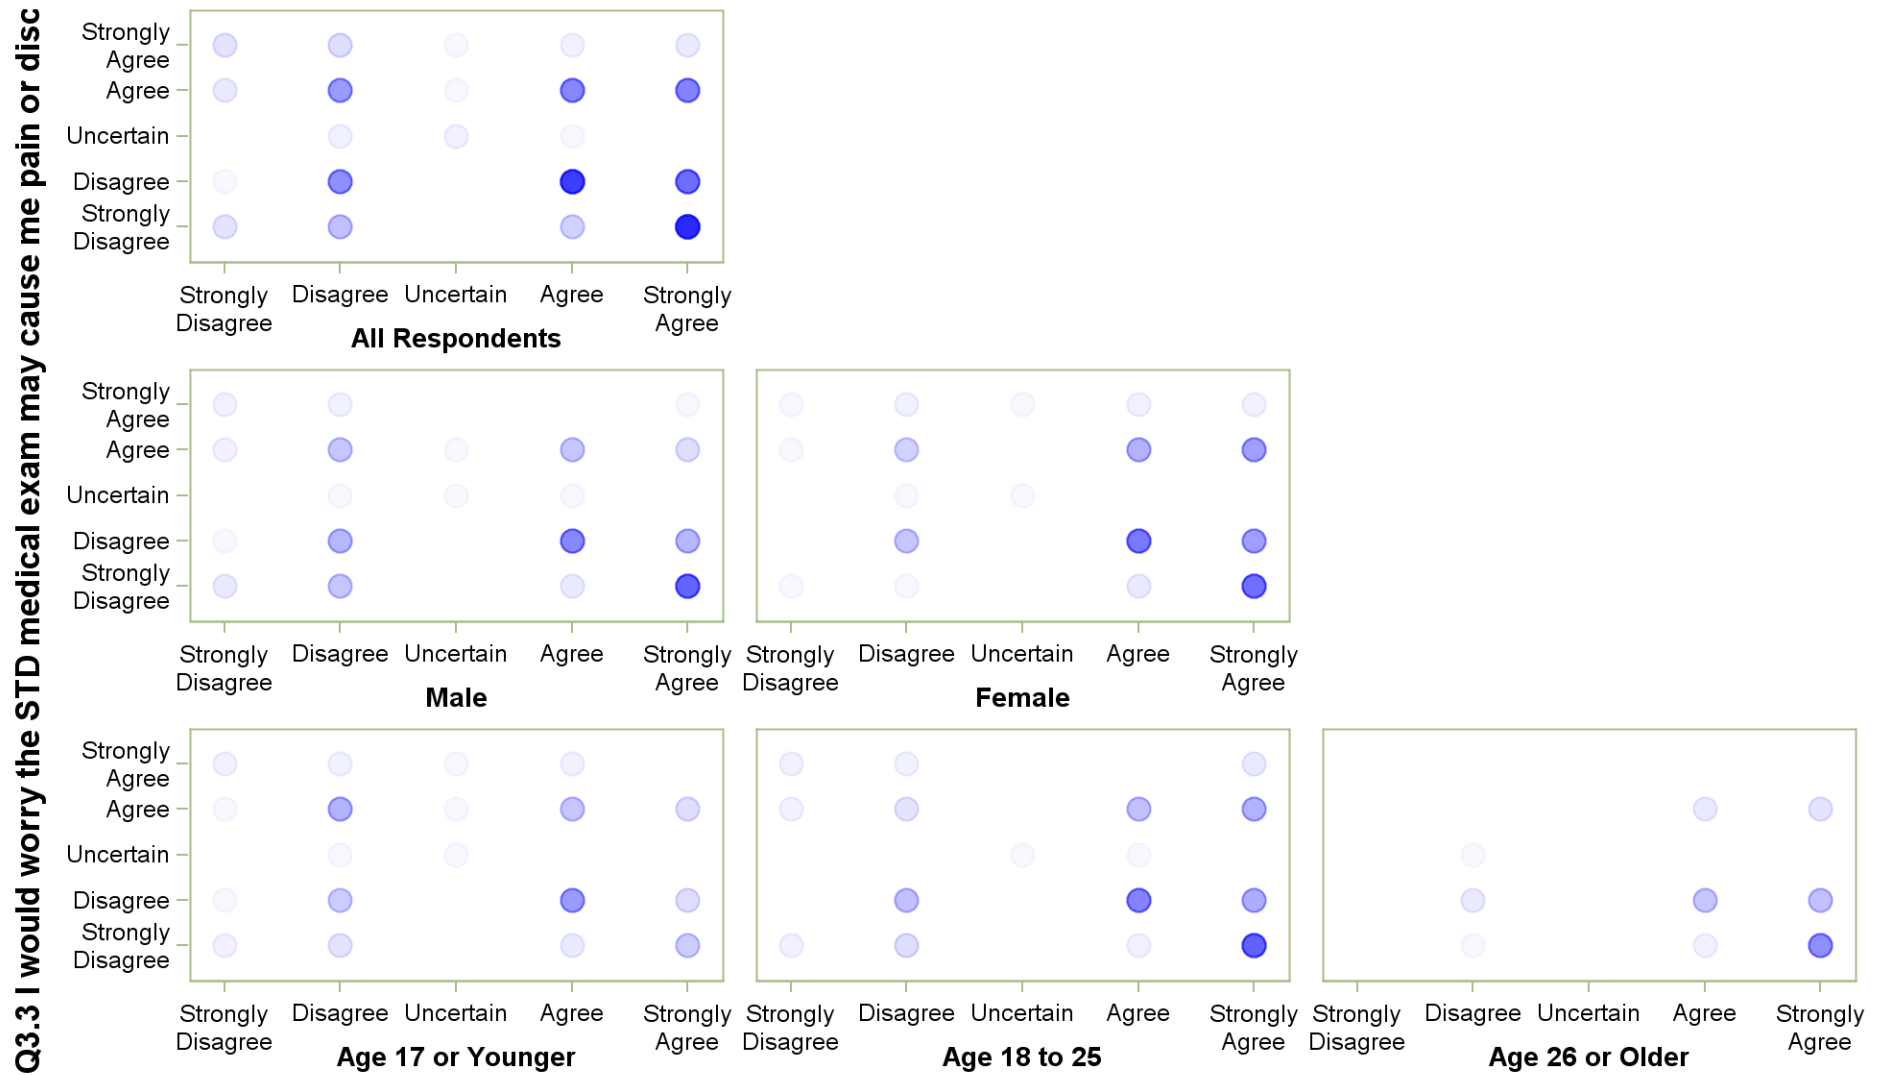 Q3.3 I would worry the STD medical exam may cause me pain or disc
Strongly
Agree
Agree
Uncertain
Disagree
Strongly
Disagree
Strongly
Disagree
Disagree
Uncertain
Agree
Strongly
Agree
All Respondents
Strongly
Agree
Agree
Uncertain
Disagree
Strongly
Disagree
Strongly
Disagree
Disagree
Uncertain
Agree
Strongly
Agree
Male
Strongly
Disagree
Disagree
Uncertain
Agree
Strongly
Agree
Female
Strongly
Agree
Agree
Uncertain
Disagree
Strongly
Disagree
Strongly
Disagree
Disagree
Uncertain
Agree
Strongly
Agree
Age 17 or Younger
Strongly
Disagree
Disagree
Uncertain
Agree
Strongly
Agree
Age 18 to 25
Strongly
Disagree
Disagree
Uncertain
Agree
Strongly
Agree
Age 26 or Older